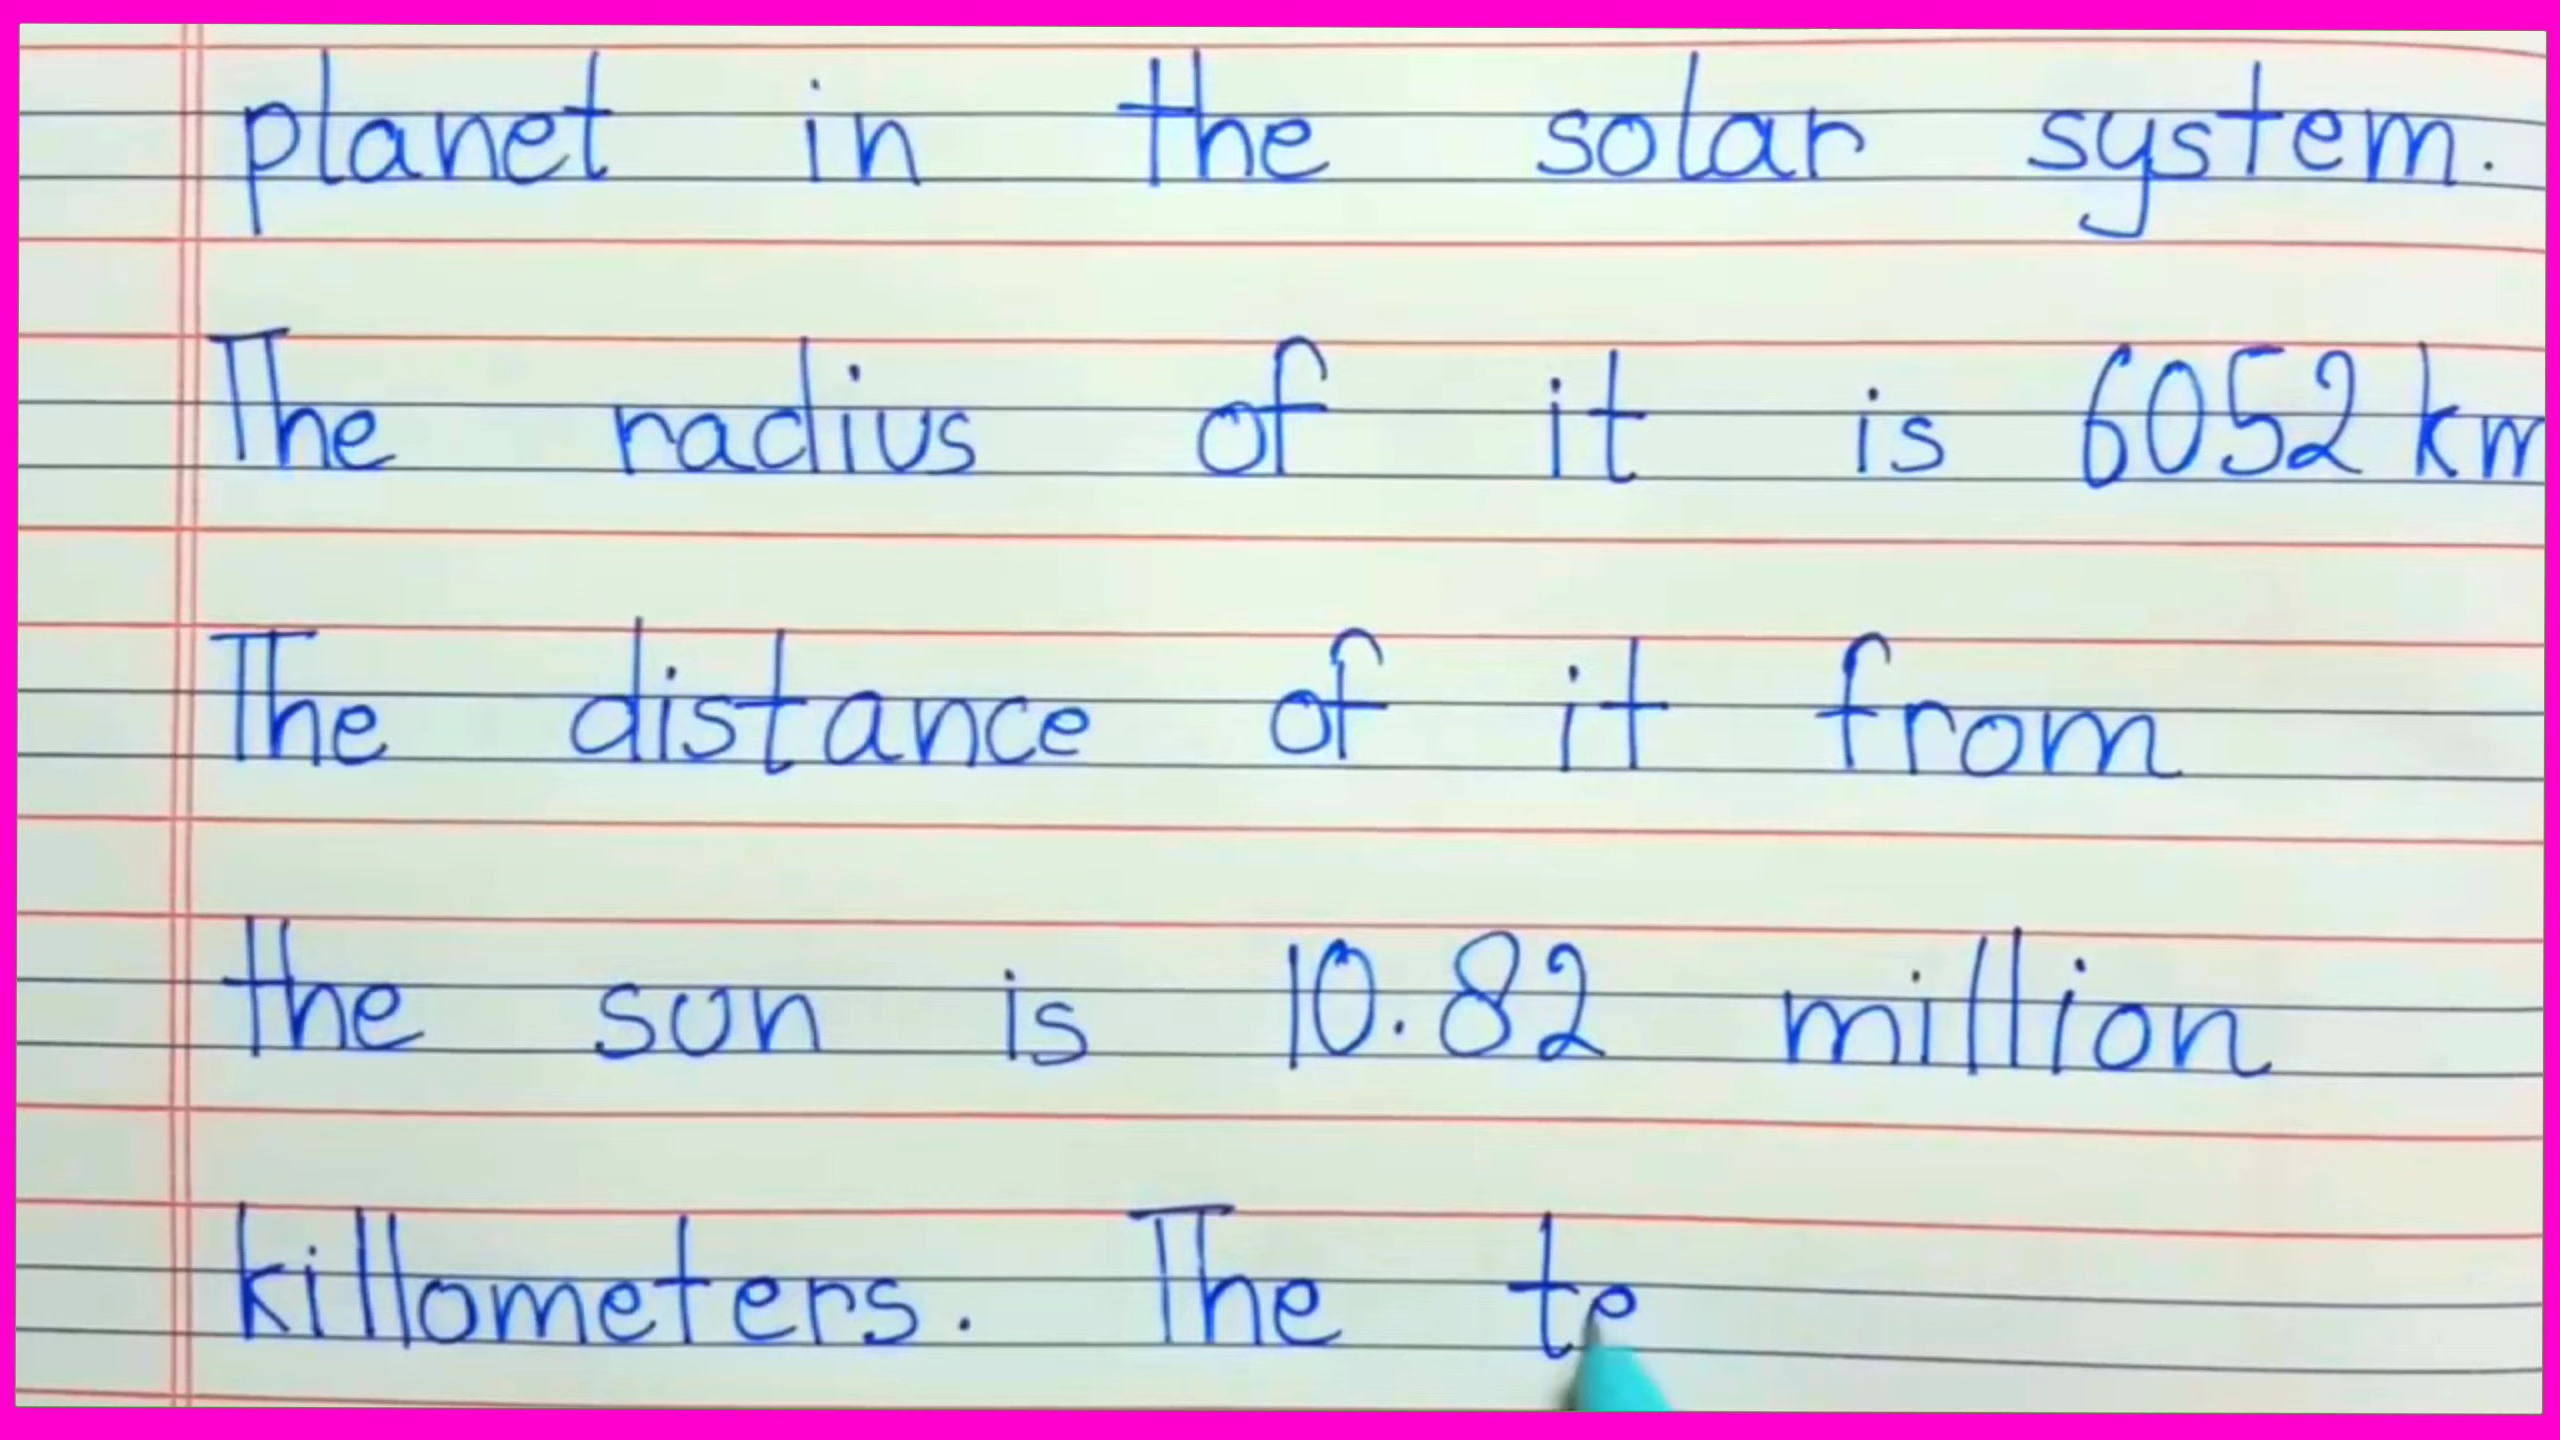 planet in the solar system.
The radius of it is 6052 km
The distance of it from
the sun is 10.82 million
killometers. The te